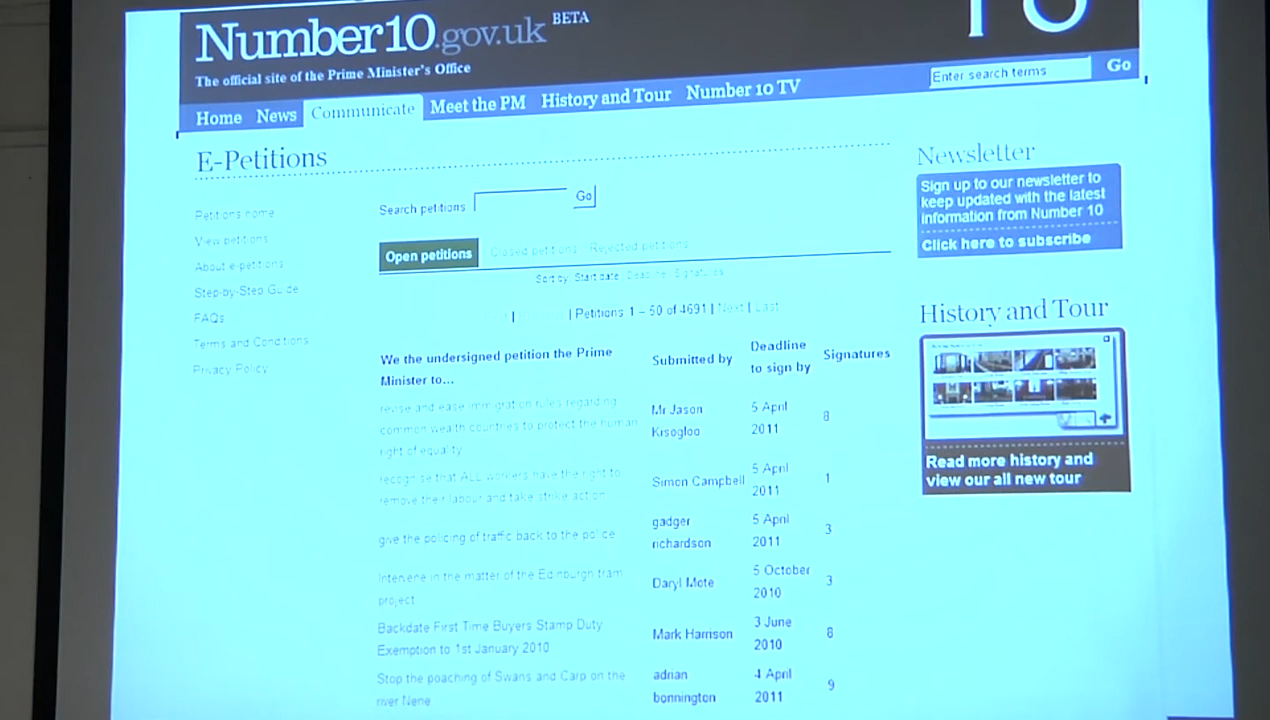 Number10.gov.uk BETA
10
The official site of the Prime Minister's Office
Enter search terms Go
Home News Communicate Meet the PM History and Tour Number 10 TV
E-Petitions
Newsletter
Sign up to our newsletter to
keep updated with the latest
information from Number 10
Click here to subscribe
Search petitions Go
Petitions home
View petitions
About e-petitions
Step-by-Step Guide
FAQs
Terms and Conditions
Privacy Policy
Open petitions Closed petitions Rejected petitions
Sort by: Start date Deadline Signatures
| | Petitions 1 – 50 of 4691 | Next | Last
We the undersigned petition the Prime
Minister to...
Submitted by
Deadline
to sign by
Signatures
revise and ease immigration rules regarding
common wealth countries to protect the human
right of equality
Mr Jason
Kisogloo
5 April
2011
8
recognise that ALL workers have the right to
remove their labour and take strike action
Simon Campbell
5 April
2011
1
give the policing of traffic back to the police
gadger
richardson
5 April
2011
3
Intervene in the matter of the Edinburgh tram
project
Daryl Mote
5 October
2010
3
Backdate First Time Buyers Stamp Duty
Exemption to 1st January 2010
Mark Harrison
3 June
2010
8
Stop the poaching of Swans and Carp on the
river Nene
adrian
bonnington
4 April
2011
9
History and Tour
Read more history and
view our all new tour